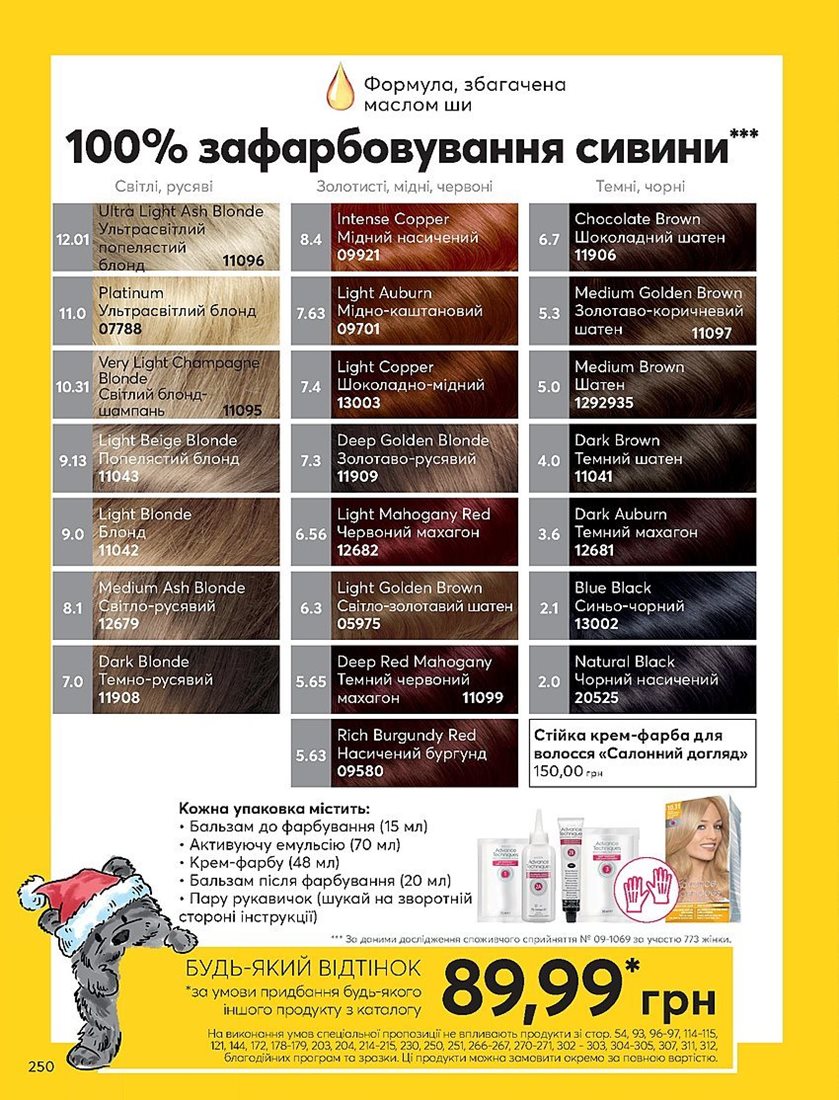 Формула, збагачена
маслом ши
100% зафарбовування сивини***
Світлі, русяві
12.01
Ultra Light Ash Blonde
Ультрасвітлий
попелястий
блонд 11096
11.0
Platinum
Ультрасвітлий блонд
07788
10.31
Very Light Champagne
Blonde
Світлий блонд-
шампань 11095
9.13
Light Beige Blonde
Попелястий блонд
11043
9.0
Light Blonde
Блонд
11042
8.1
Medium Ash Blonde
Світло-русявий
12679
7.0
Dark Blonde
Темно-русявий
11908
Золотисті, мідні, червоні
8.4
Intense Copper
Мідний насичений
09921
7.63
Light Auburn
Мідно-каштановий
09701
7.4
Light Copper
Шоколадно-мідний
13003
7.3
Deep Golden Blonde
Золотаво-русявий
11909
6.56
Light Mahogany Red
Червоний махагон
12682
6.3
Light Golden Brown
Світло-золотавий шатен
05975
5.65
Deep Red Mahogany
Темний червоний
махагон 11099
5.63
Rich Burgundy Red
Насичений бургунд
09580
Темні, чорні
6.7
Chocolate Brown
Шоколадний шатен
11906
5.3
Medium Golden Brown
Золотаво-коричневий
шатен 11097
5.0
Medium Brown
Шатен
1292935
4.0
Dark Brown
Темний шатен
11041
3.6
Dark Auburn
Темний махагон
12681
2.1
Blue Black
Синьо-чорний
13002
2.0
Natural Black
Чорний насичений
20525
Стійка крем-фарба для
волосся «Салонний догляд»
150,00 грн
Кожна упаковка містить:
• Бальзам до фарбування (15 мл)
• Активуючу емульсію (70 мл)
• Крем-фарбу (48 мл)
• Бальзам після фарбування (20 мл)
• Пару рукавичок (шукай на зворотній
стороні інструкції)
Advance
Techniques
1
Advance
Techniques
2A
2B
Advance
Techniques
3
10.31
*** За даними дослідження споживчого сприйняття № 09-1069 за участю 773 жінки.
БУДЬ-ЯКИЙ ВІДТІНОК
*за умови придбання будь-якого
іншого продукту з каталогу
89,99* грн
На виконання умов спеціальної пропозиції не впливають продукти зі стор. 54, 93, 96-97, 114-115,
121, 144, 172, 178-179, 203, 204, 214-215, 230, 250, 251, 266-267, 270-271, 302 - 303, 304-305, 307, 311, 312,
благодійних програм та зразки. Ці продукти можна замовити окремо за повною вартістю.
250